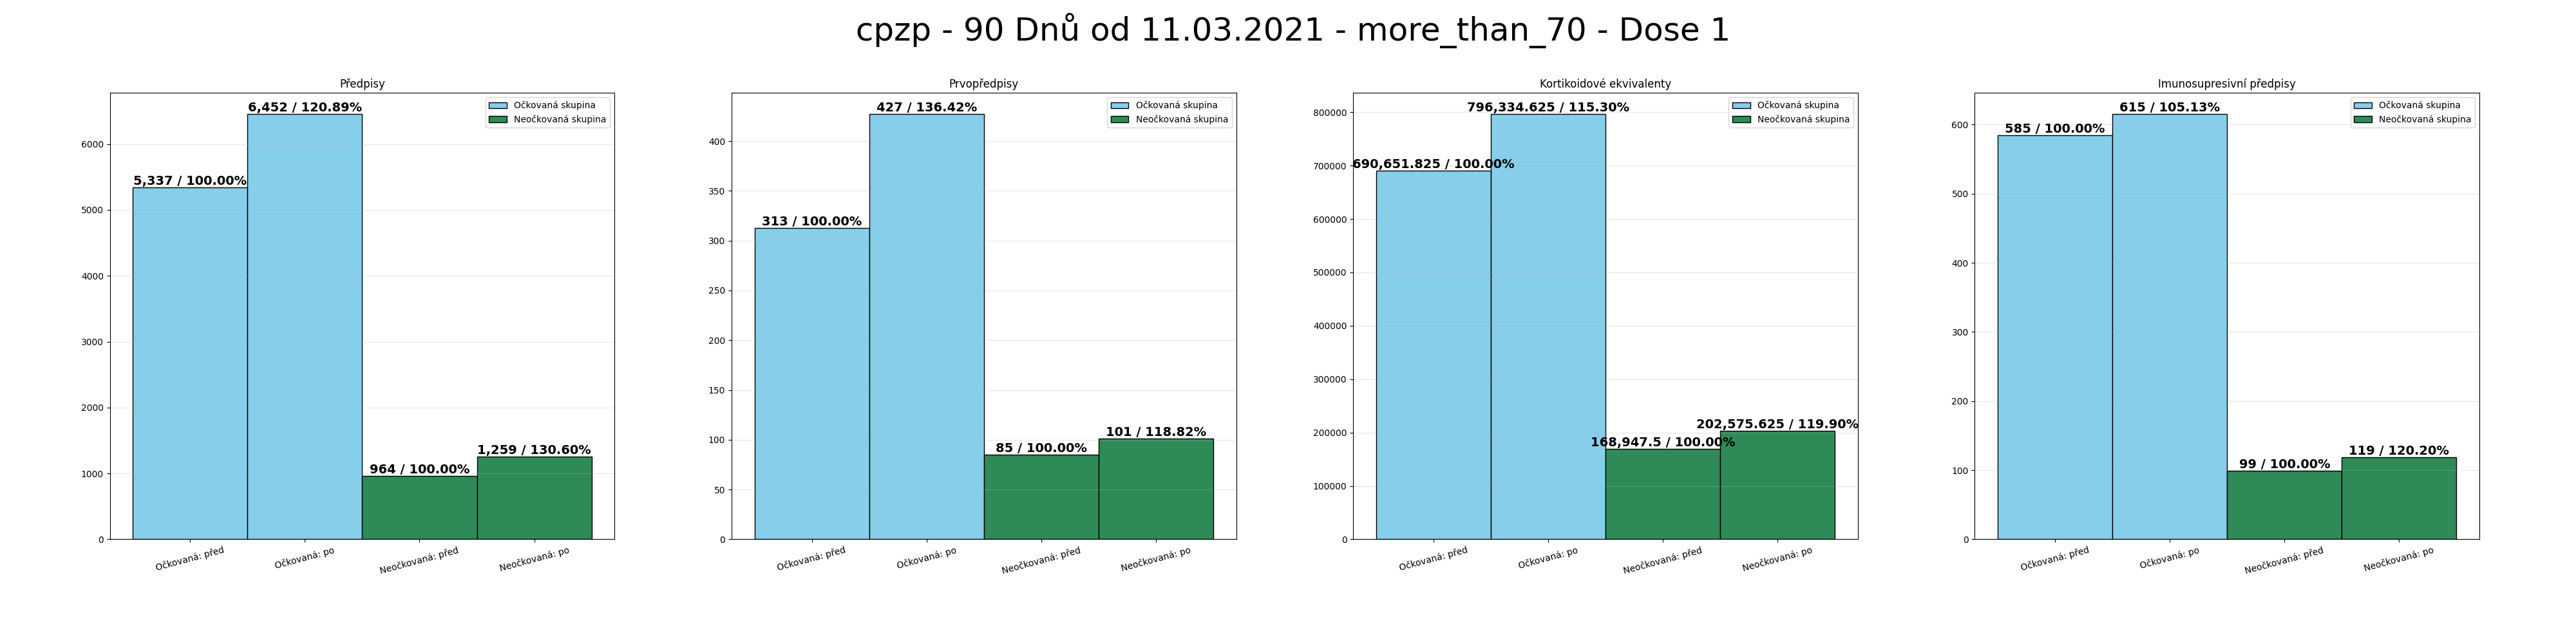 cpzp - 90 Dnů od 11.03.2021 - more_than_70 - Dose 1
Předpisy
6,452 / 120.89%
5,337 / 100.00%
1,259 / 130.60%
964 / 100.00%
Očkovaná skupina
Neočkovaná skupina
6000
5000
4000
3000
2000
1000
0
Očkovaná: před
Očkovaná: po
Neočkovaná: před
Neočkovaná: po
Prvopředpisy
427 / 136.42%
313 / 100.00%
101 / 118.82%
85 / 100.00%
Očkovaná skupina
Neočkovaná skupina
400
350
300
250
200
150
100
50
0
Očkovaná: před
Očkovaná: po
Neočkovaná: před
Neočkovaná: po
Kortikoidové ekvivalenty
796,334.625 / 115.30%
690,651.825 / 100.00%
202,575.625 / 119.90%
168,947.5 / 100.00%
Očkovaná skupina
Neočkovaná skupina
800000
700000
600000
500000
400000
300000
200000
100000
0
Očkovaná: před
Očkovaná: po
Neočkovaná: před
Neočkovaná: po
Imunosupresivní předpisy
615 / 105.13%
585 / 100.00%
119 / 120.20%
99 / 100.00%
Očkovaná skupina
Neočkovaná skupina
600
500
400
300
200
100
0
Očkovaná: před
Očkovaná: po
Neočkovaná: před
Neočkovaná: po